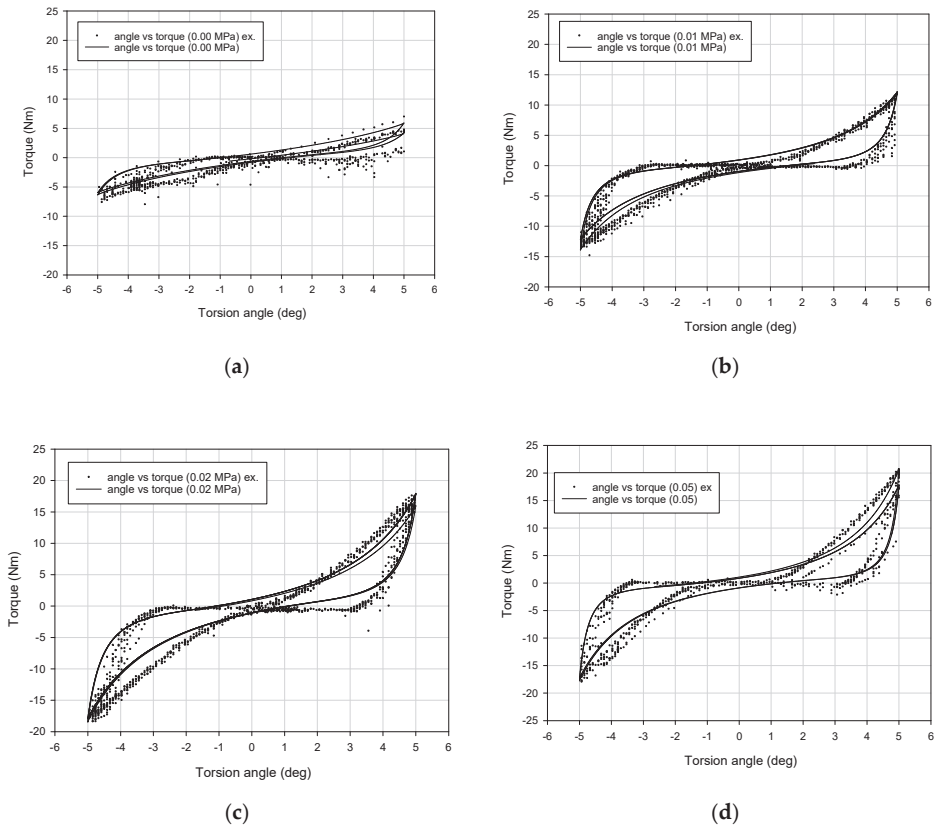 angle vs torque (0.00 MPa) ex.
angle vs torque (0.00 MPa)
25
20
15
10
5
0
-5
-10
-15
-20
Torque (Nm)
-6 -5 -4 -3 -2 -1 0 1 2 3 4 5 6
Torsion angle (deg)
(a)
angle vs torque (0.01 MPa) ex.
angle vs torque (0.01 MPa)
25
20
15
10
5
0
-5
-10
-15
-20
Torque (Nm)
-6 -5 -4 -3 -2 -1 0 1 2 3 4 5 6
Torsion angle (deg)
(b)
angle vs torque (0.02 MPa) ex.
angle vs torque (0.02 MPa)
25
20
15
10
5
0
-5
-10
-15
-20
Torque (Nm)
-6 -5 -4 -3 -2 -1 0 1 2 3 4 5 6
Torsion angle (deg)
(c)
angle vs torque (0.05) ex
angle vs torque (0.05)
25
20
15
10
5
0
-5
-10
-15
-20
-25
Torque (Nm)
-6 -5 -4 -3 -2 -1 0 1 2 3 4 5 6
Torsion angle (deg)
(d)